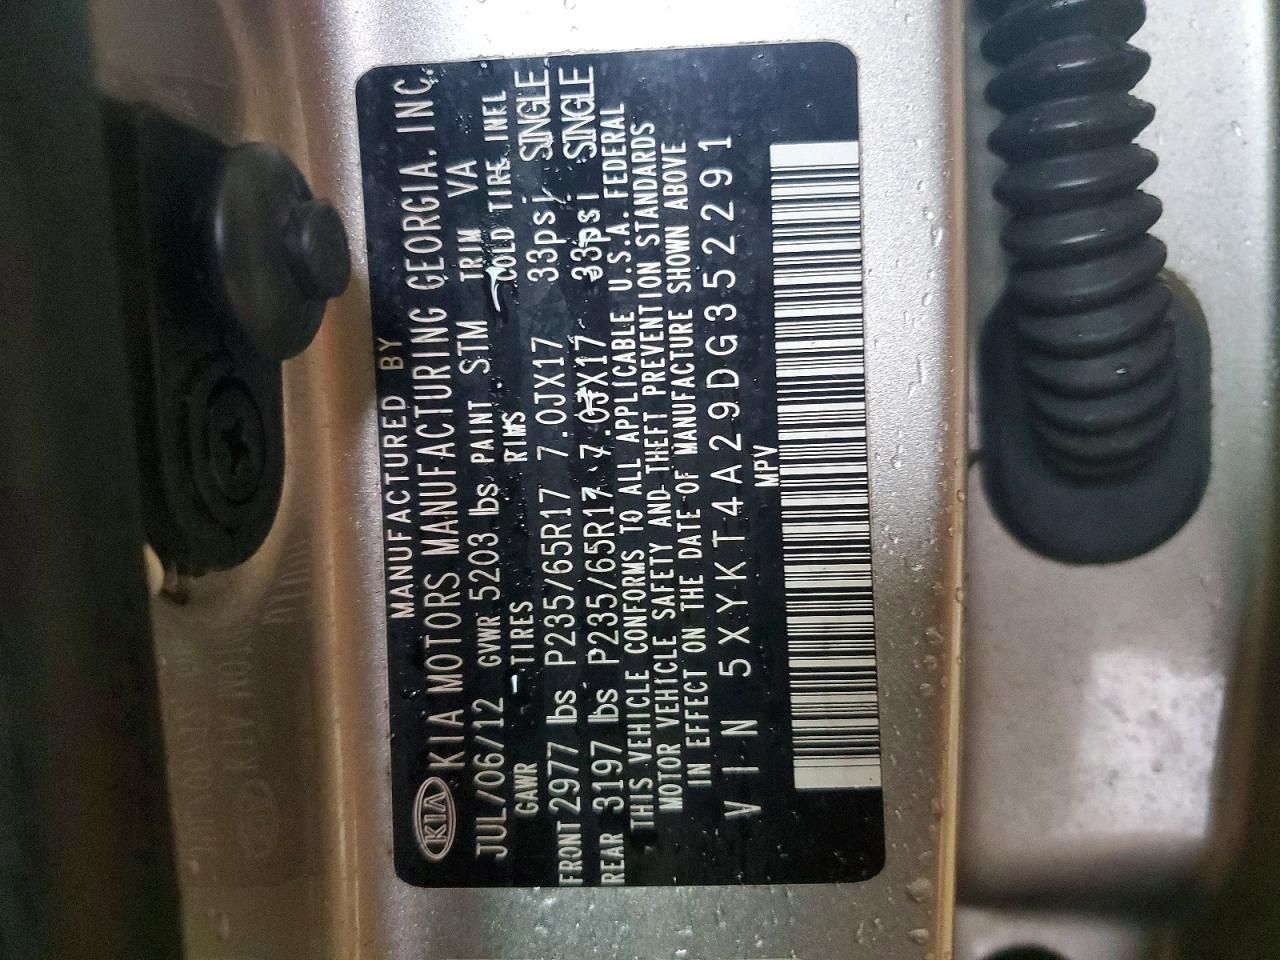 MANUFACTURED BY
KIA KIA MOTORS MANUFACTURING GEORGIA, INC.
JUL/06/12 GVWR 5203 lbs PAINT STM TRIM VA
GAWR TIRES RIMS COLD TIRE INFL
FRONT 2977 lbs P235/65R17 7.0JX17 33psi SINGLE
REAR 3197 lbs P235/65R17 7.0JX17 33psi SINGLE
THIS VEHICLE CONFORMS TO ALL APPLICABLE U.S.A. FEDERAL
MOTOR VEHICLE SAFETY AND THEFT PREVENTION STANDARDS
IN EFFECT ON THE DATE OF MANUFACTURE SHOWN ABOVE
VIN 5XYKT4A29DG352291
MPV